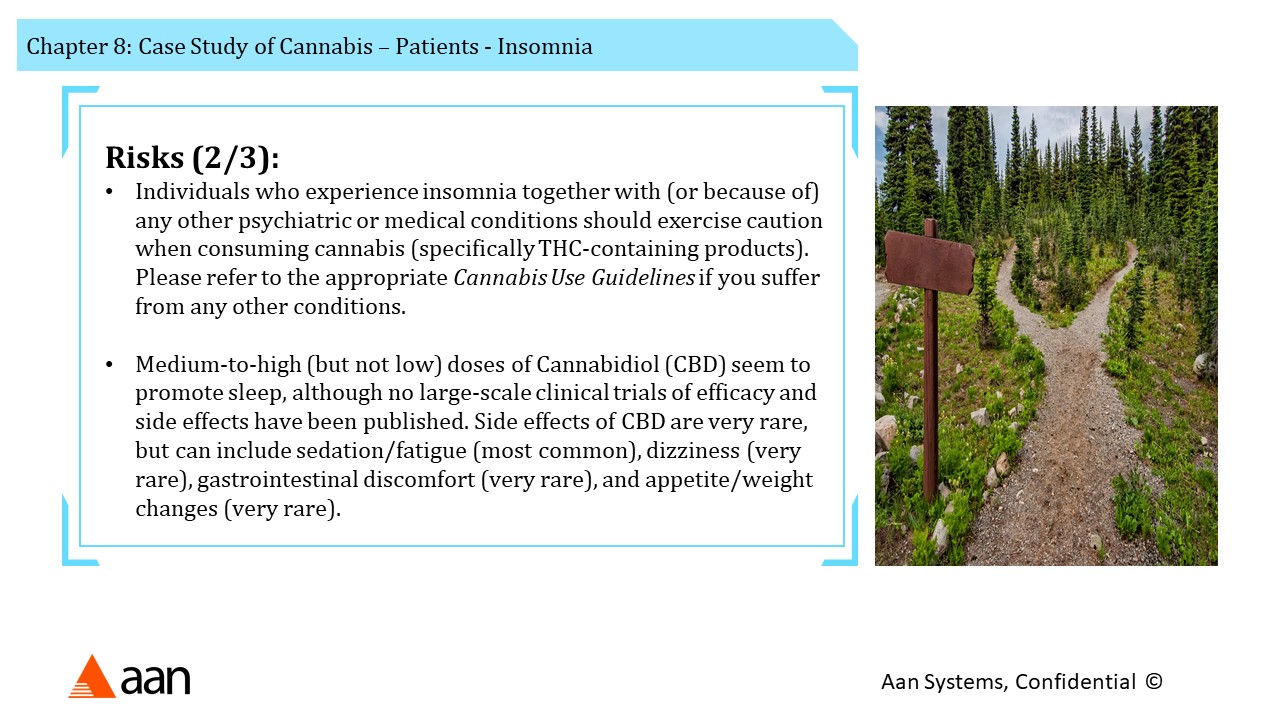 Chapter 8: Case Study of Cannabis – Patients - Insomnia
Risks (2/3):
• Individuals who experience insomnia together with (or because of)
any other psychiatric or medical conditions should exercise caution
when consuming cannabis (specifically THC-containing products).
Please refer to the appropriate Cannabis Use Guidelines if you suffer
from any other conditions.
• Medium-to-high (but not low) doses of Cannabidiol (CBD) seem to
promote sleep, although no large-scale clinical trials of efficacy and
side effects have been published. Side effects of CBD are very rare,
but can include sedation/fatigue (most common), dizziness (very
rare), gastrointestinal discomfort (very rare), and appetite/weight
changes (very rare).
aan
Aan Systems, Confidential ©